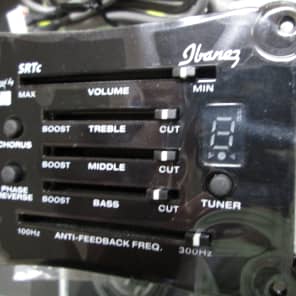 SRTc
Ibanez
MAX VOLUME MIN
BOOST TREBLE CUT
CHORUS
BOOST MIDDLE CUT
PHASE REVERSE
BOOST BASS CUT
TUNER
100Hz ANTI-FEEDBACK FREQ. 300Hz